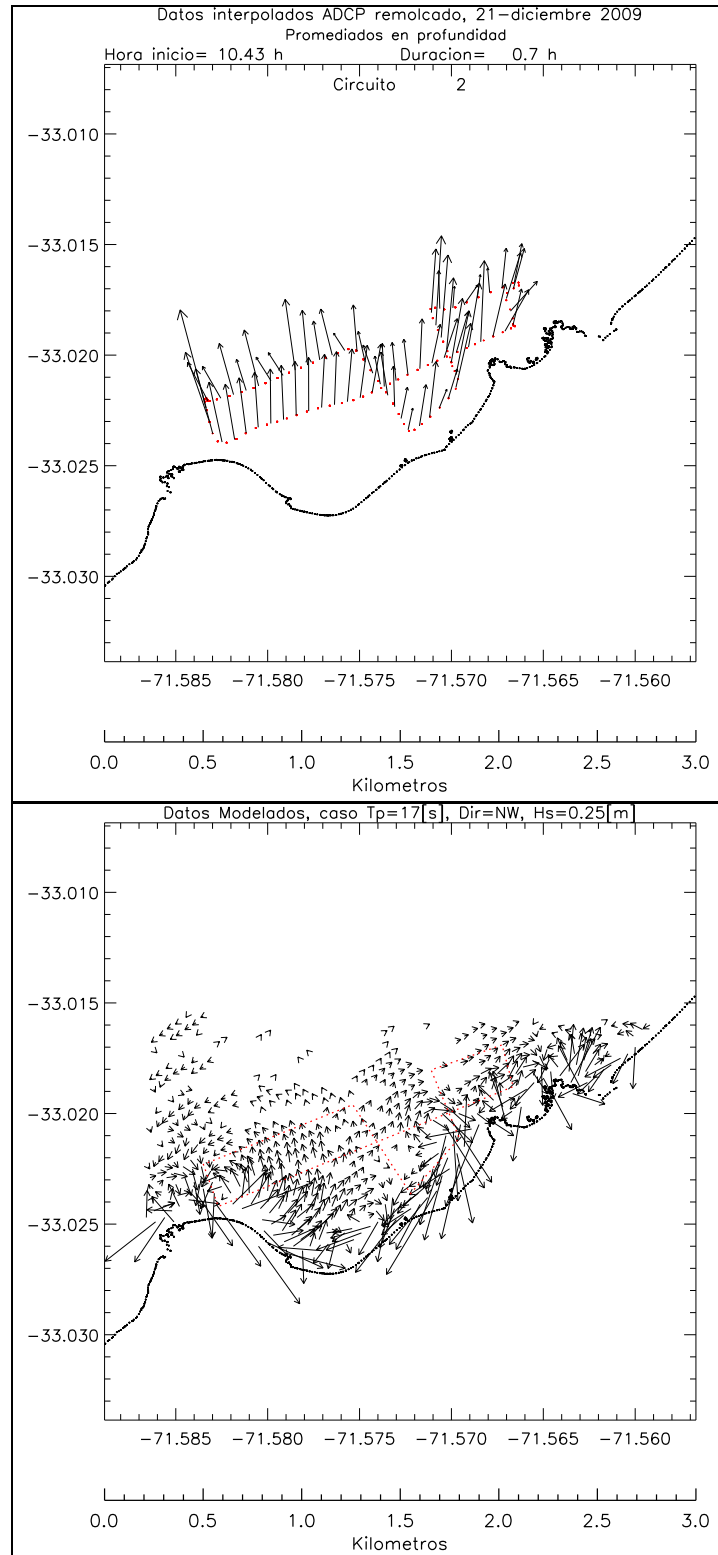 Datos interpolados ADCP remolcado, 21-diciembre 2009
Promediados en profundidad
Hora inicio= 10.43 h Duracion= 0.7 h
Circuito 2
-33.010
-33.015
-33.020
-33.025
-33.030
-71.585 -71.580 -71.575 -71.570 -71.565 -71.560
0.0 0.5 1.0 1.5 2.0 2.5 3.0
Kilometros
Datos Modelados, caso Tp=17[s], Dir=NW, Hs=0.25[m]
-33.010
-33.015
-33.020
-33.025
-33.030
-71.585 -71.580 -71.575 -71.570 -71.565 -71.560
0.0 0.5 1.0 1.5 2.0 2.5 3.0
Kilometros